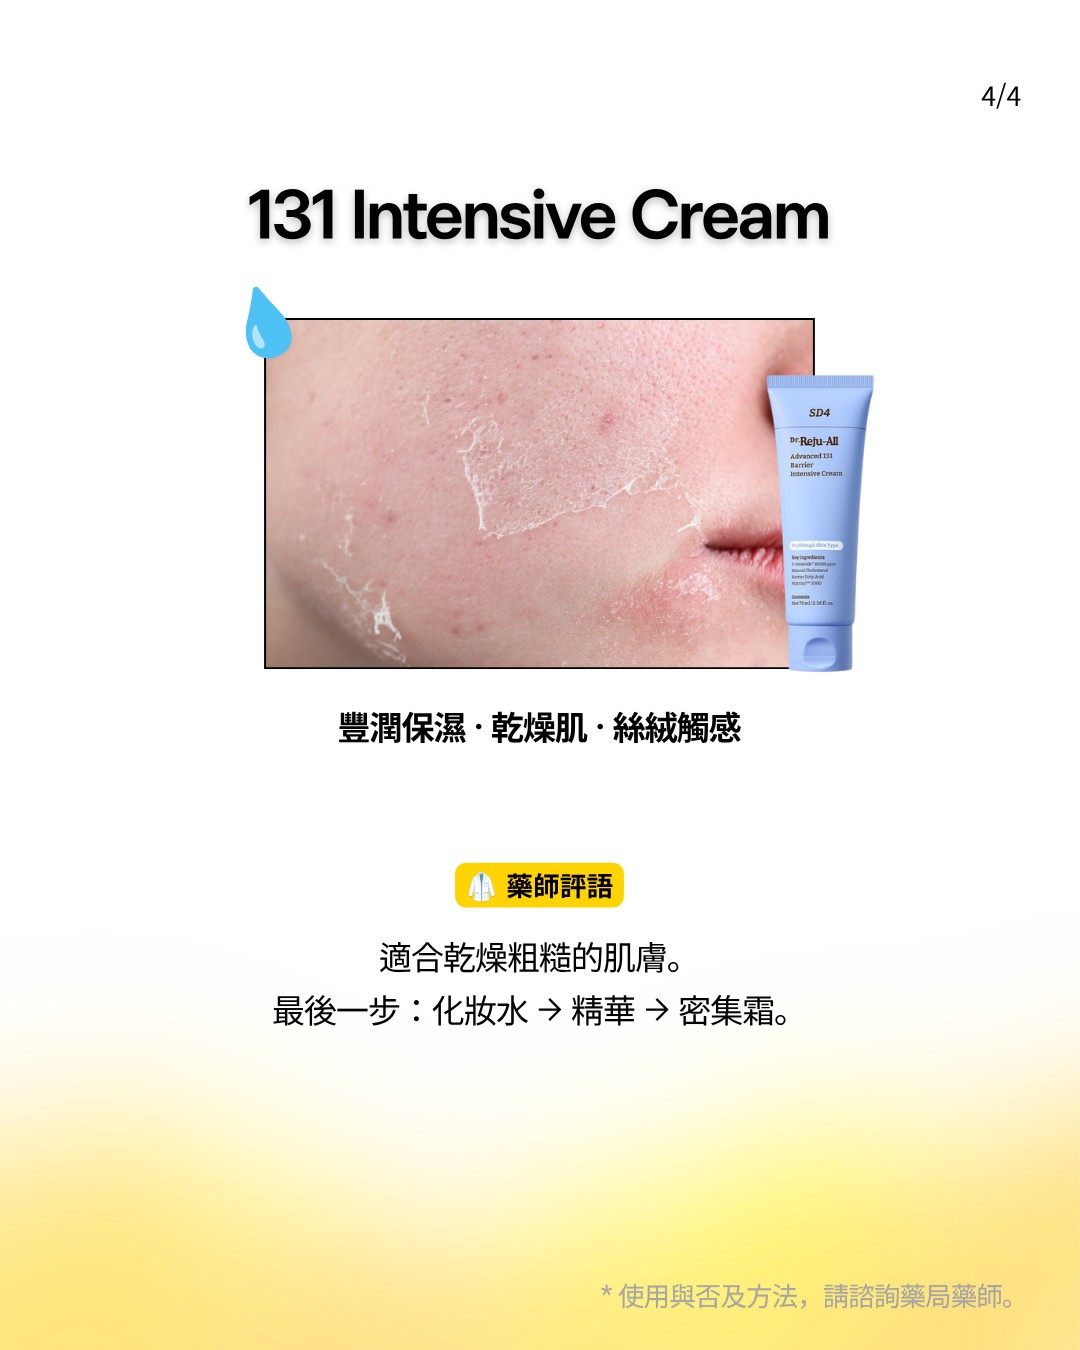 4/4
131 Intensive Cream
SD4
Dr.Reju-All
Advanced 131
Barrier
Intensive Cream
Key Ingredients
Contents
豐潤保濕 · 乾燥肌 · 絲絨觸感
藥師評語
適合乾燥粗糙的肌膚。
最後一步：化妝水 → 精華 → 密集霜。
* 使用與否及方法，請諮詢藥局藥師。